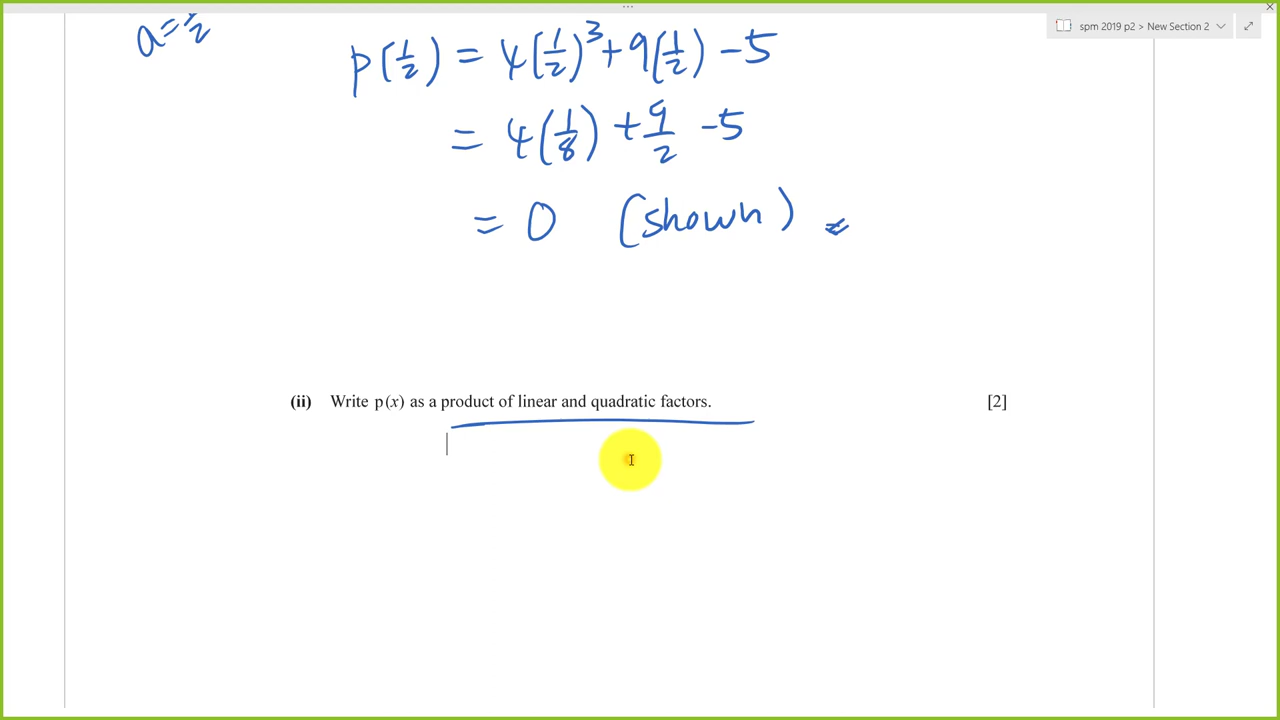 spm 2019 p2 > New Section 2
a = 1/2
p(1/2) = 4(1/2)³ + 9(1/2) - 5
= 4(1/8) + 9/2 - 5
= 0 (shown)
(ii) Write p(x) as a product of linear and quadratic factors. [2]